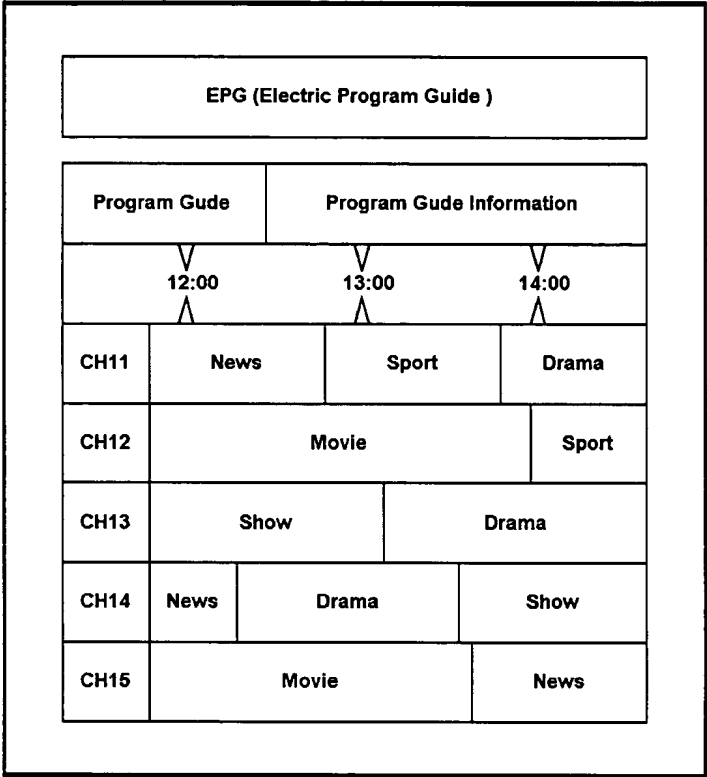 EPG (Electric Program Guide )
Program Gude Program Gude Information
12:00 13:00 14:00
CH11 News Sport Drama
CH12 Movie Sport
CH13 Show Drama
CH14 News Drama Show
CH15 Movie News